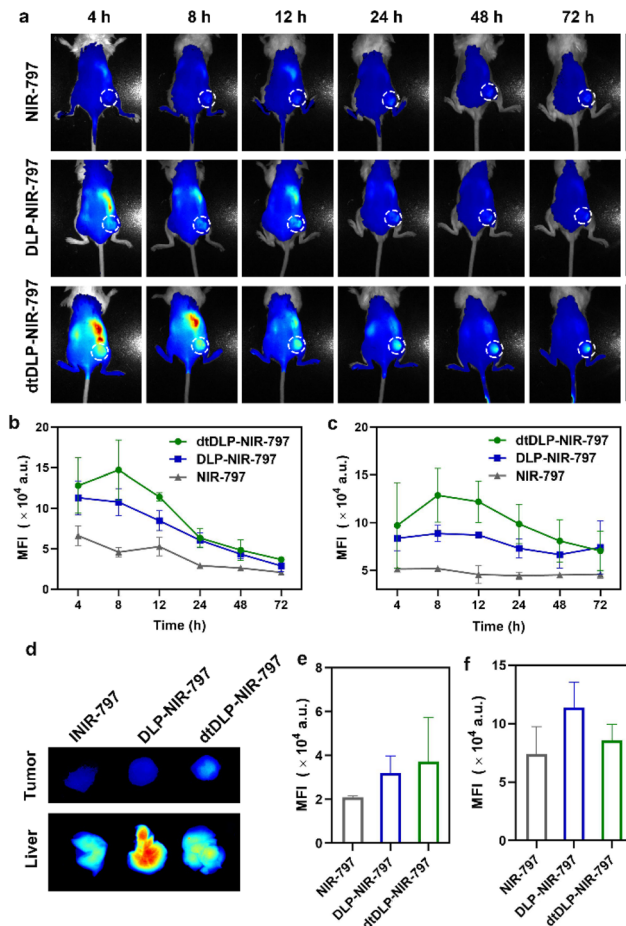 a 4 h 8 h 12 h 24 h 48 h 72 h
NIR-797
DLP-NIR-797
dtDLP-NIR-797
b
20
15
10
5
0
MFI ( × 10⁴ a.u.)
dtDLP-NIR-797
DLP-NIR-797
NIR-797
4 8 12 24 48 72
Time (h)
c
20
15
10
5
MFI ( × 10⁴ a.u.)
dtDLP-NIR-797
DLP-NIR-797
NIR-797
4 8 12 24 48 72
Time (h)
d
INIR-797
DLP-NIR-797
dtDLP-NIR-797
Tumor
Liver
e
8
6
4
2
0
MFI ( × 10⁴ a.u.)
NIR-797
DLP-NIR-797
dtDLP-NIR-797
f
15
10
5
0
MFI ( × 10⁴ a.u.)
NIR-797
DLP-NIR-797
dtDLP-NIR-797